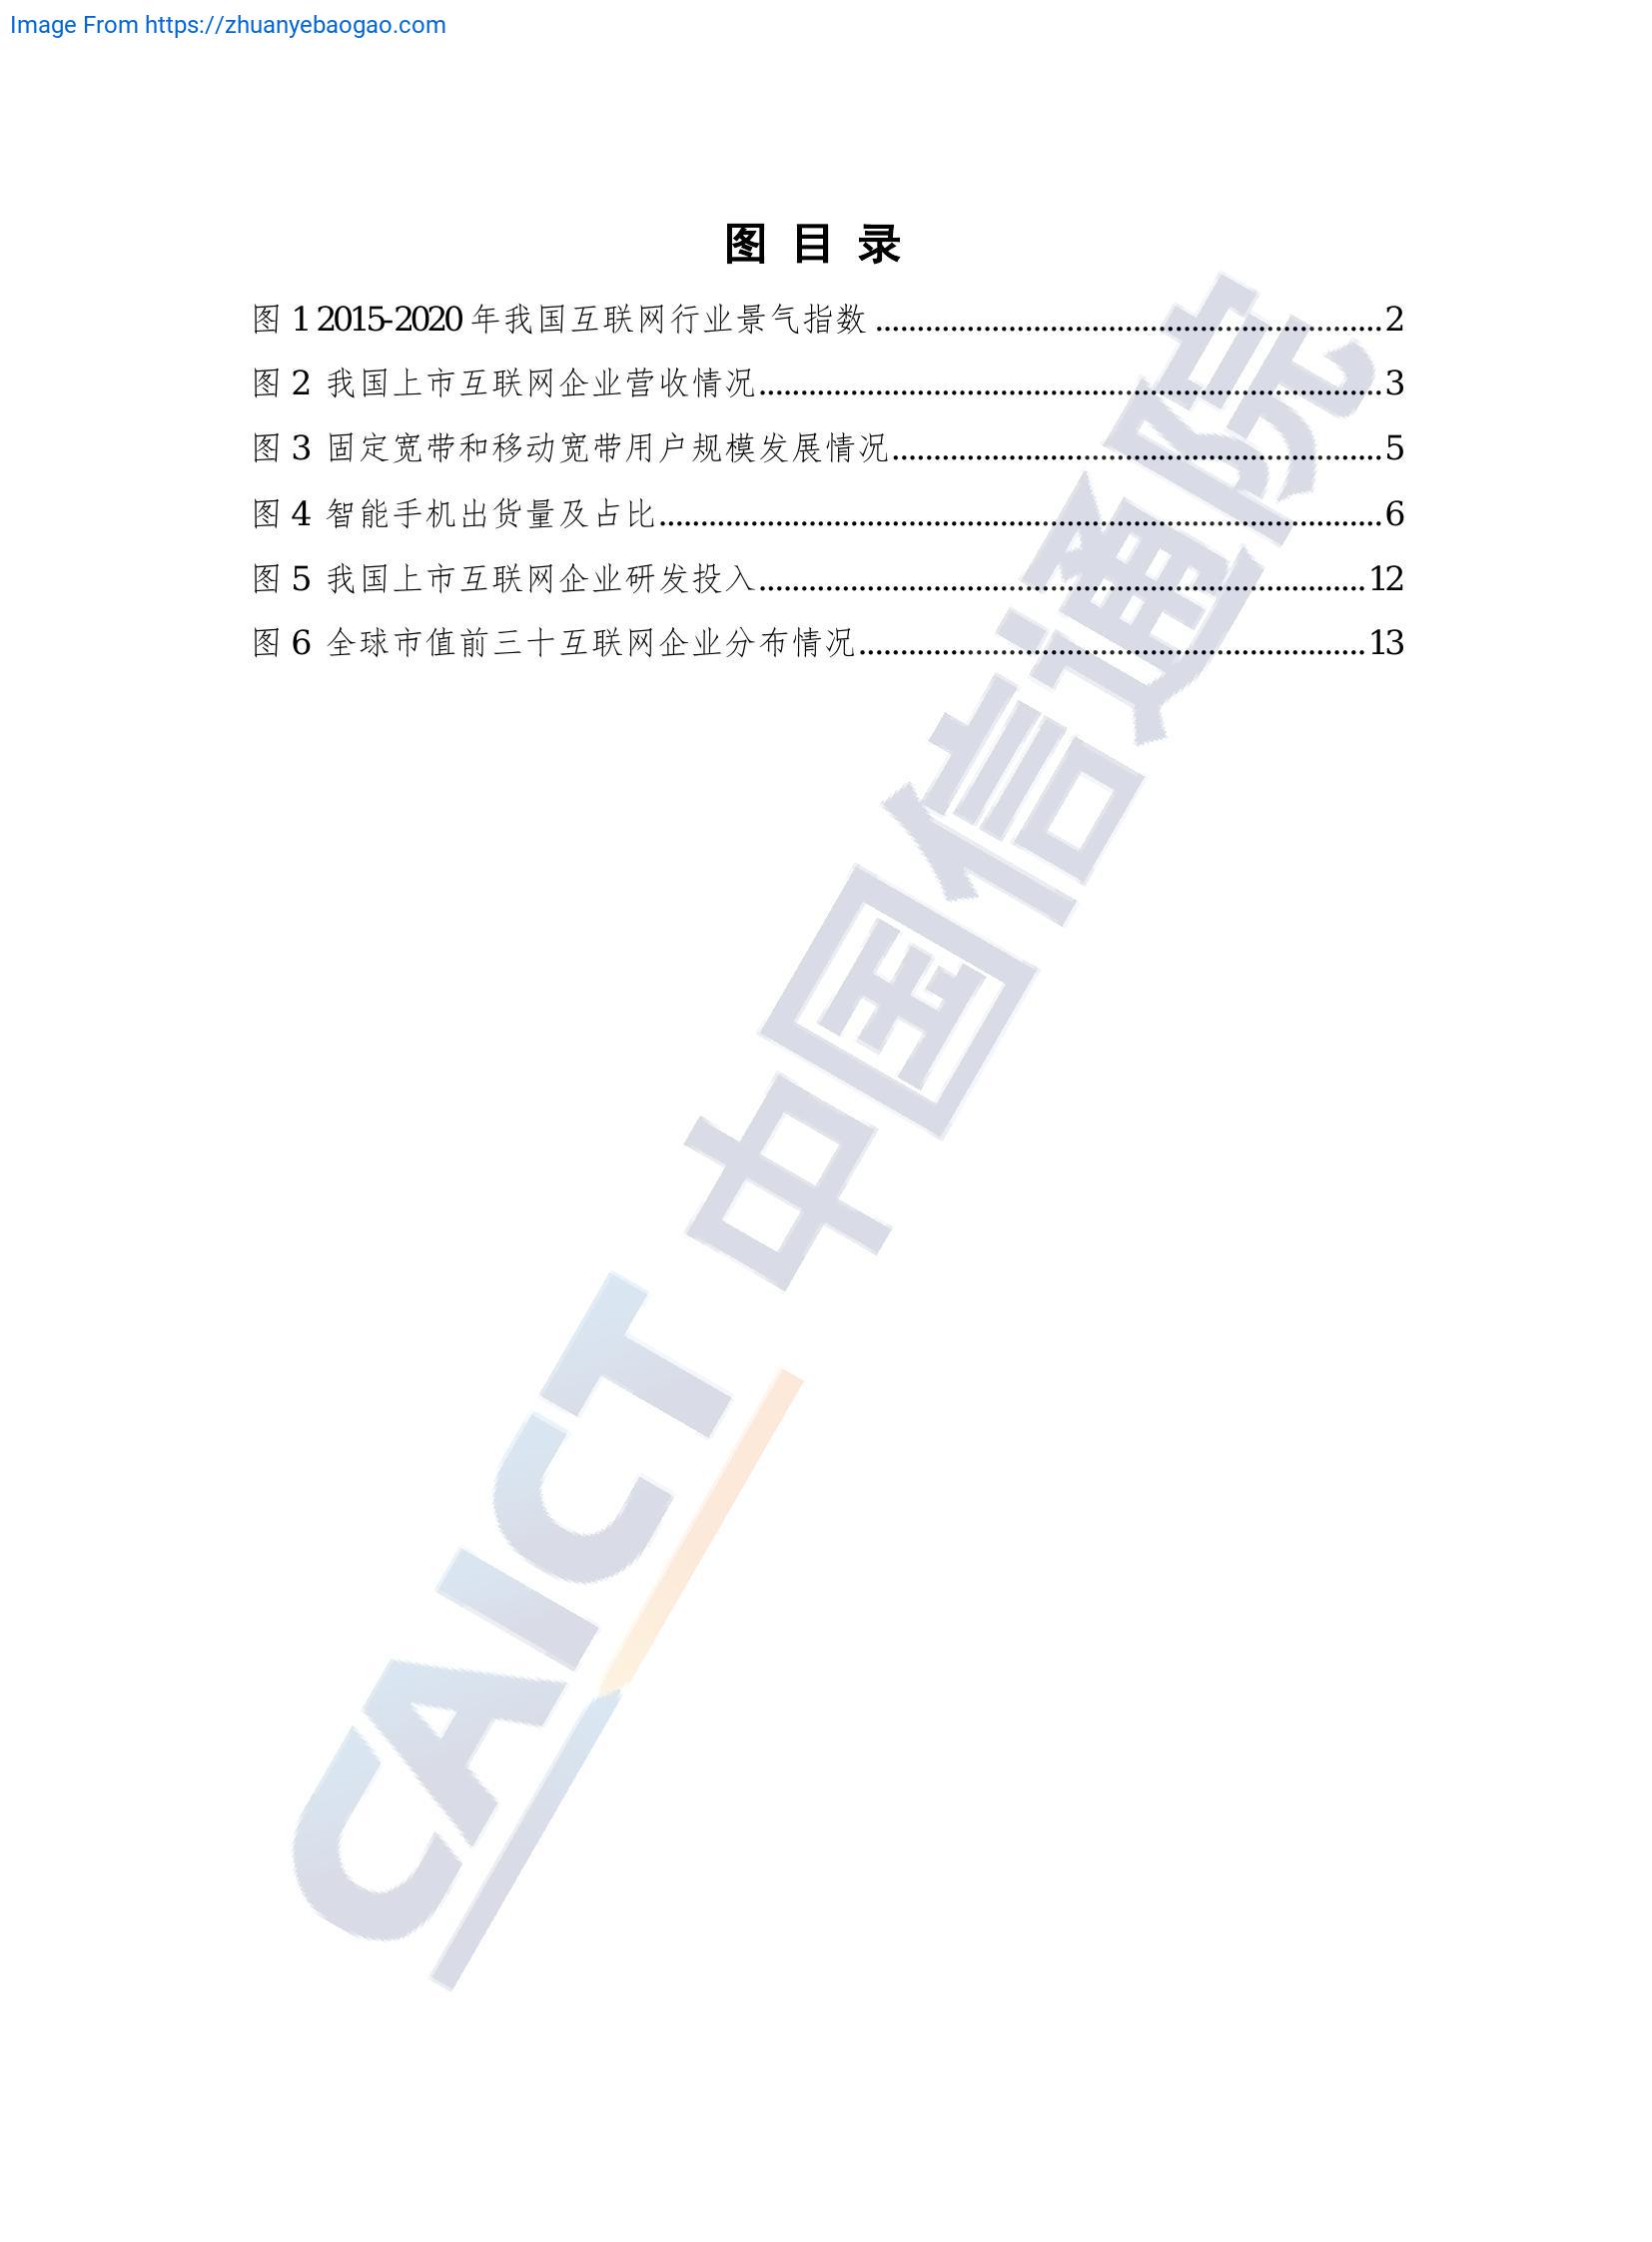 Image From https://zhuanyebaogao.com
图 目 录
图 1 2015-2020 年我国互联网行业景气指数 ............................................................. 2
图 2 我国上市互联网企业营收情况 ........................................................................... 3
图 3 固定宽带和移动宽带用户规模发展情况 ........................................................... 5
图 4 智能手机出货量及占比 ....................................................................................... 6
图 5 我国上市互联网企业研发投入 ......................................................................... 12
图 6 全球市值前三十互联网企业分布情况 ............................................................. 13
CAICT 中国信通院